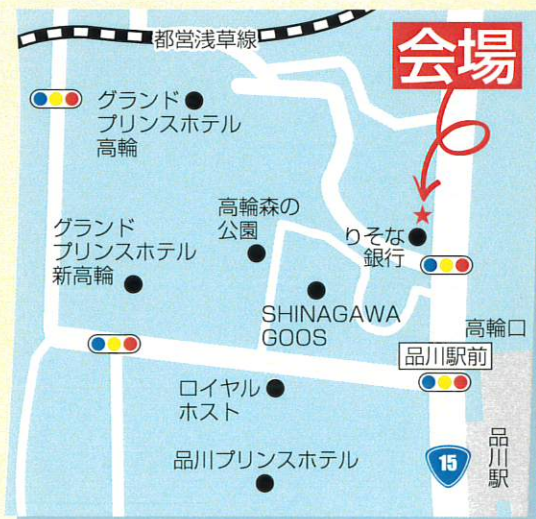 都営浅草線
会場
グランド
プリンスホテル
高輪
高輪森の
公園
りそな
銀行
グランド
プリンスホテル
新高輪
SHINAGAWA
GOOS
高輪口
品川駅前
ロイヤル
ホスト
品川プリンスホテル
15
品川駅